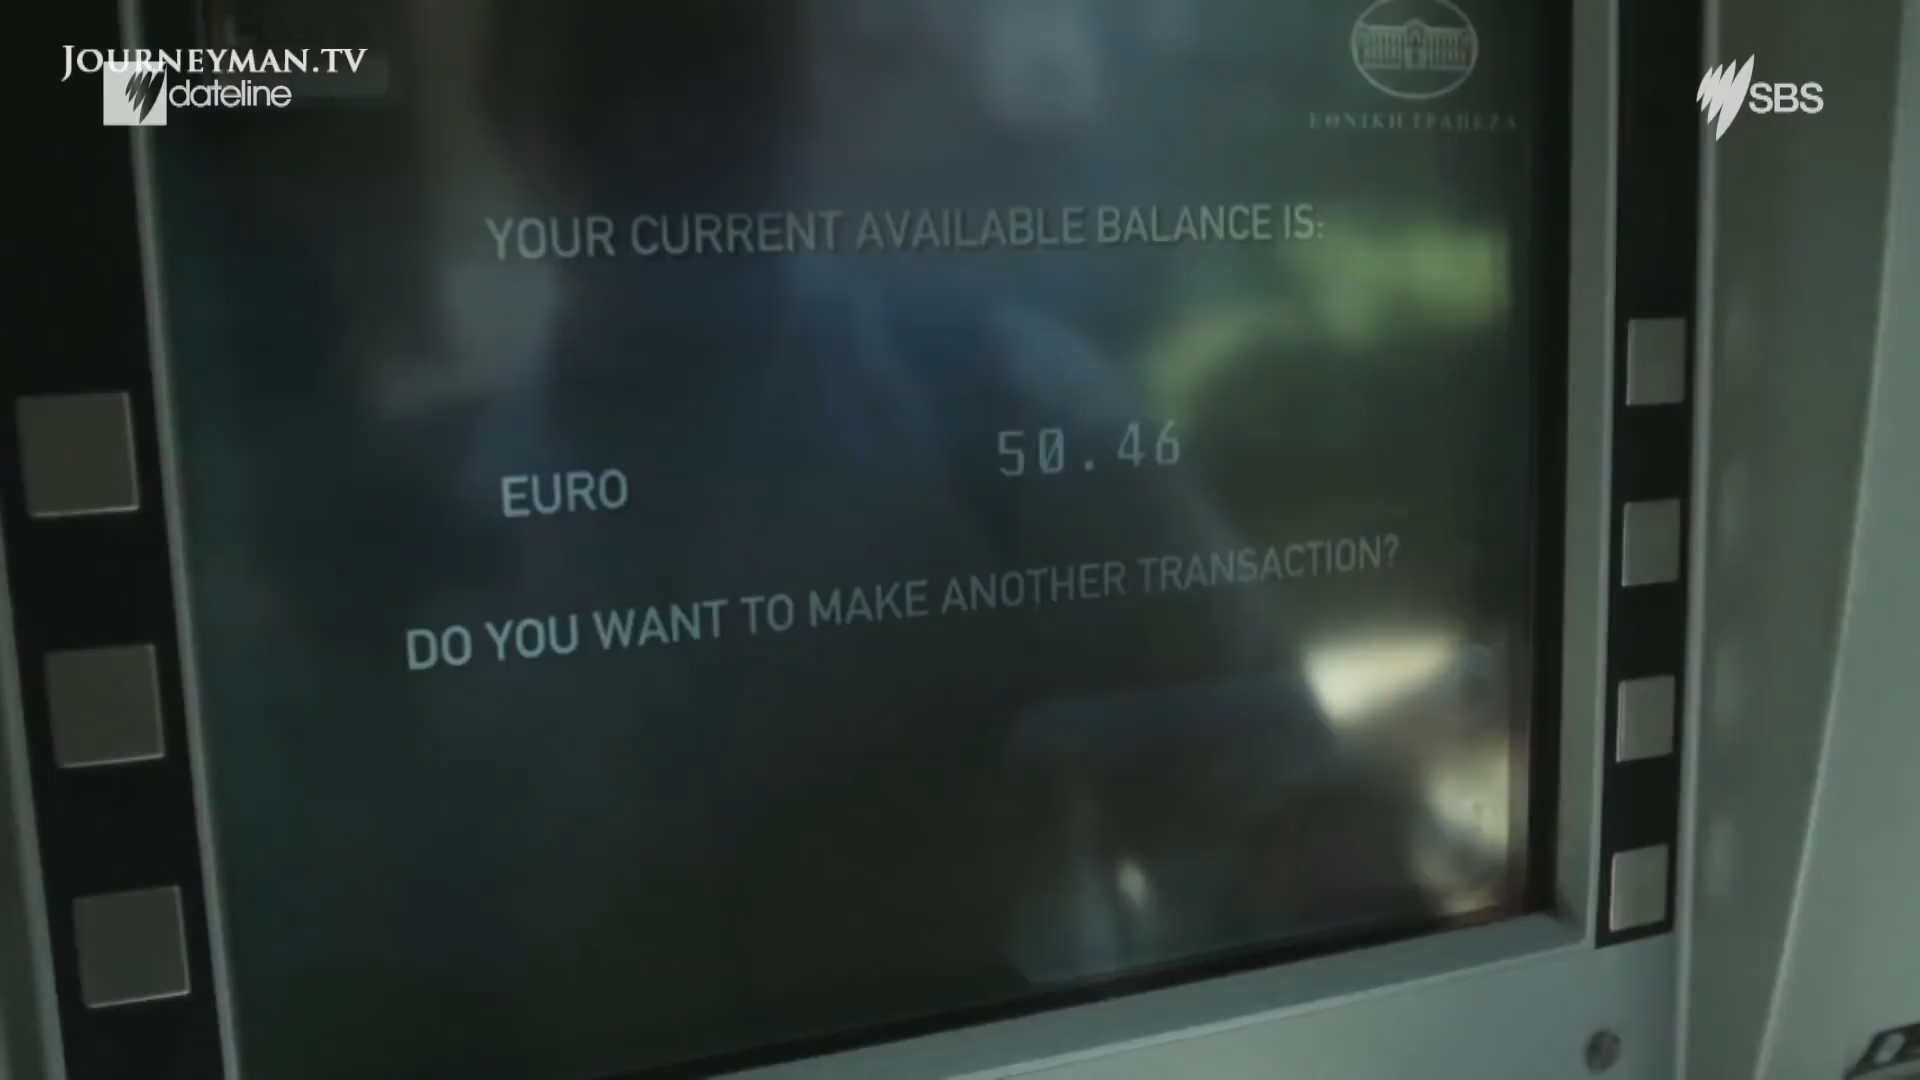 JOURNEYMAN.TV
dateline
SBS
ΕΘΝΙΚΗ ΤΡΑΠΕΖΑ
YOUR CURRENT AVAILABLE BALANCE IS:
EURO 50.46
DO YOU WANT TO MAKE ANOTHER TRANSACTION?